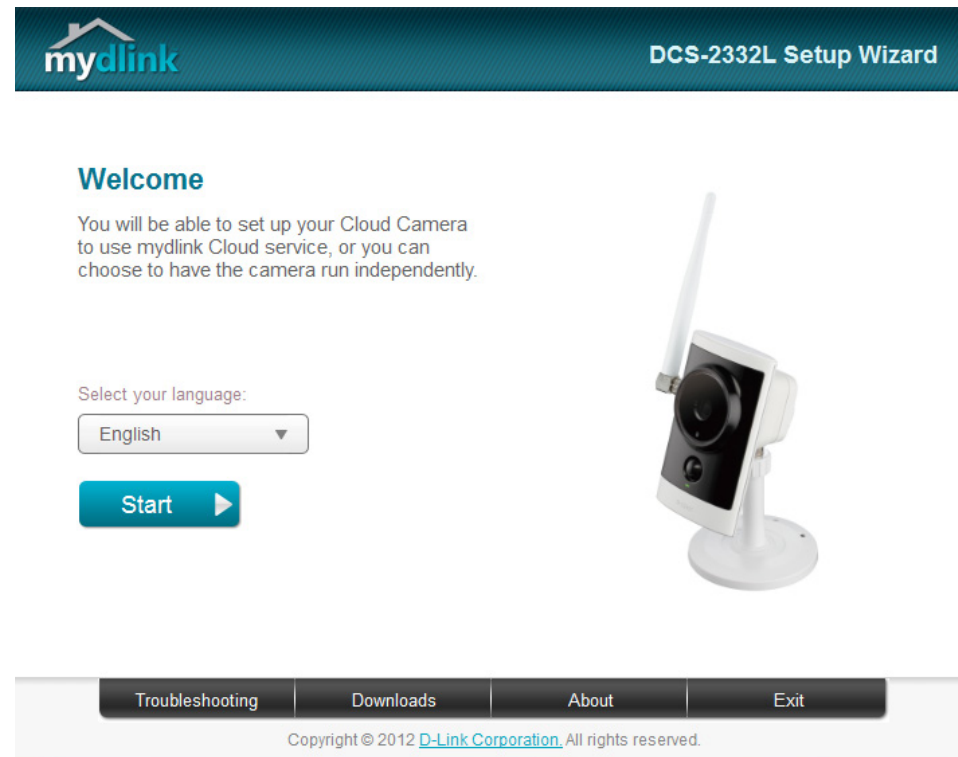 mydlink
DCS-2332L Setup Wizard
Welcome
You will be able to set up your Cloud Camera
to use mydlink Cloud service, or you can
choose to have the camera run independently.
Select your language:
English
Start
Troubleshooting
Downloads
About
Exit
Copyright © 2012 D-Link Corporation. All rights reserved.